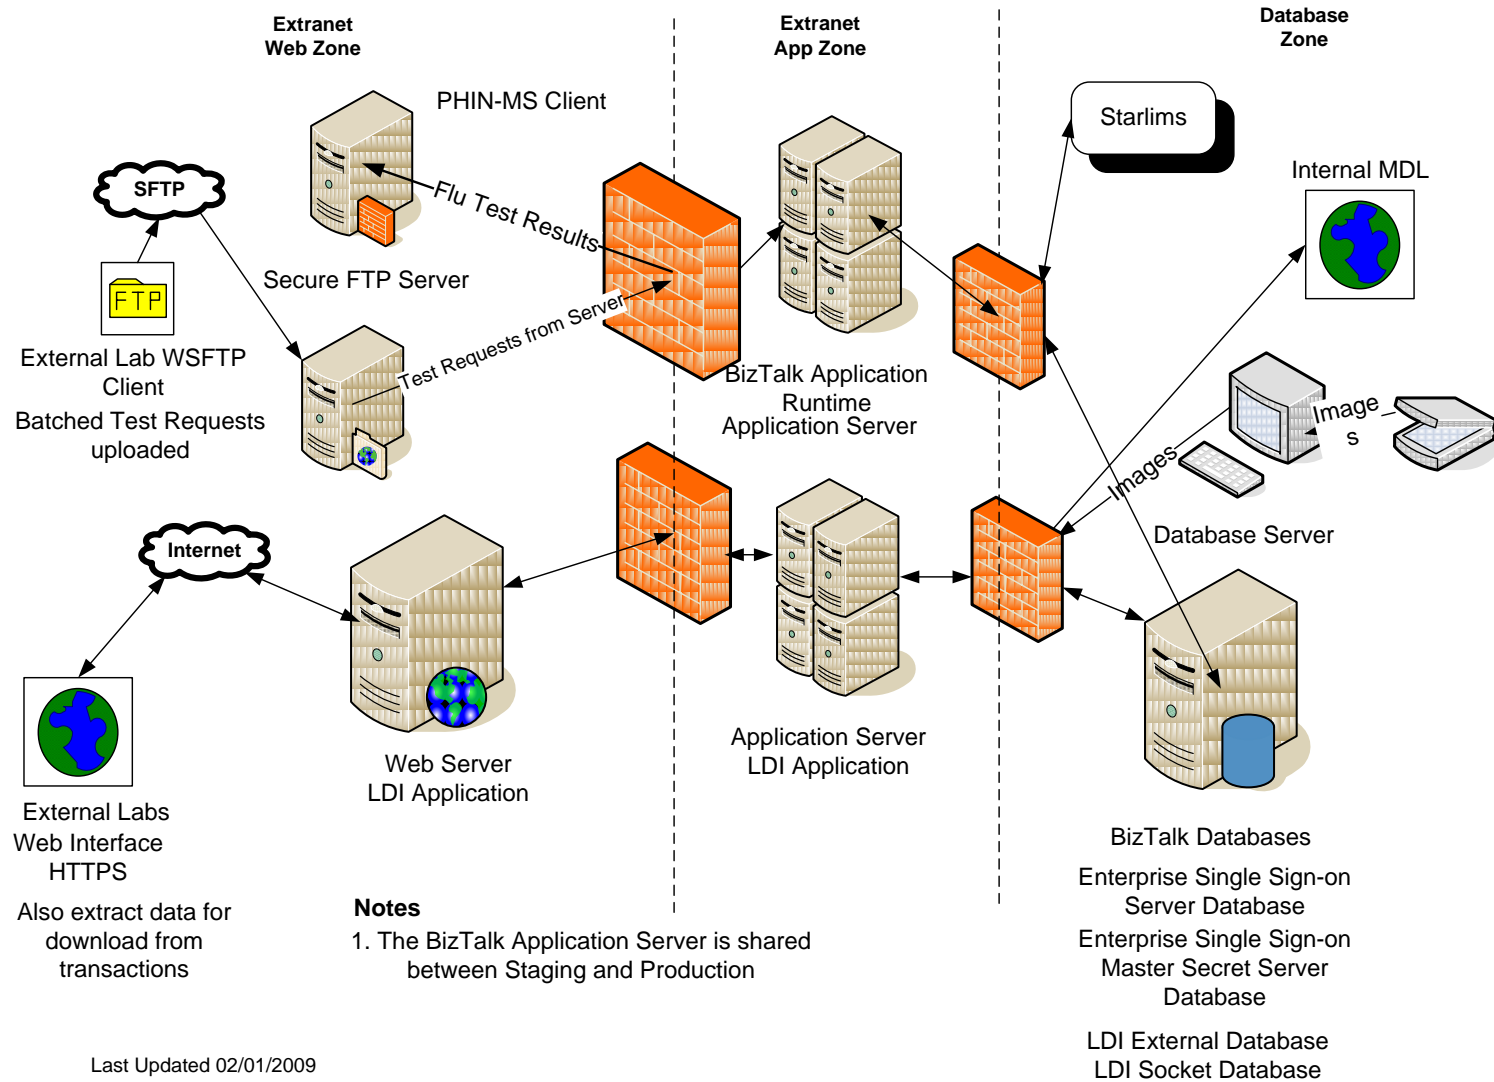 Extranet
Web Zone
Extranet
App Zone
Database
Zone
PHIN-MS Client
Starlims
Internal MDL
SFTP
Flu Test Results
FTP
Secure FTP Server
Test Requests from Server
External Lab WSFTP
Client
Batched Test Requests
uploaded
BizTalk Application
Runtime
Application Server
Image_
s
Images
Database Server
Internet
Web Server
LDI Application
Application Server
LDI Application
External Labs
Web Interface
HTTPS
Also extract data for
download from
transactions
BizTalk Databases
Enterprise Single Sign-on
Server Database
Enterprise Single Sign-on
Master Secret Server
Database
LDI External Database
LDI Socket Database
Notes
1. The BizTalk Application Server is shared
between Staging and Production
Last Updated 02/01/2009